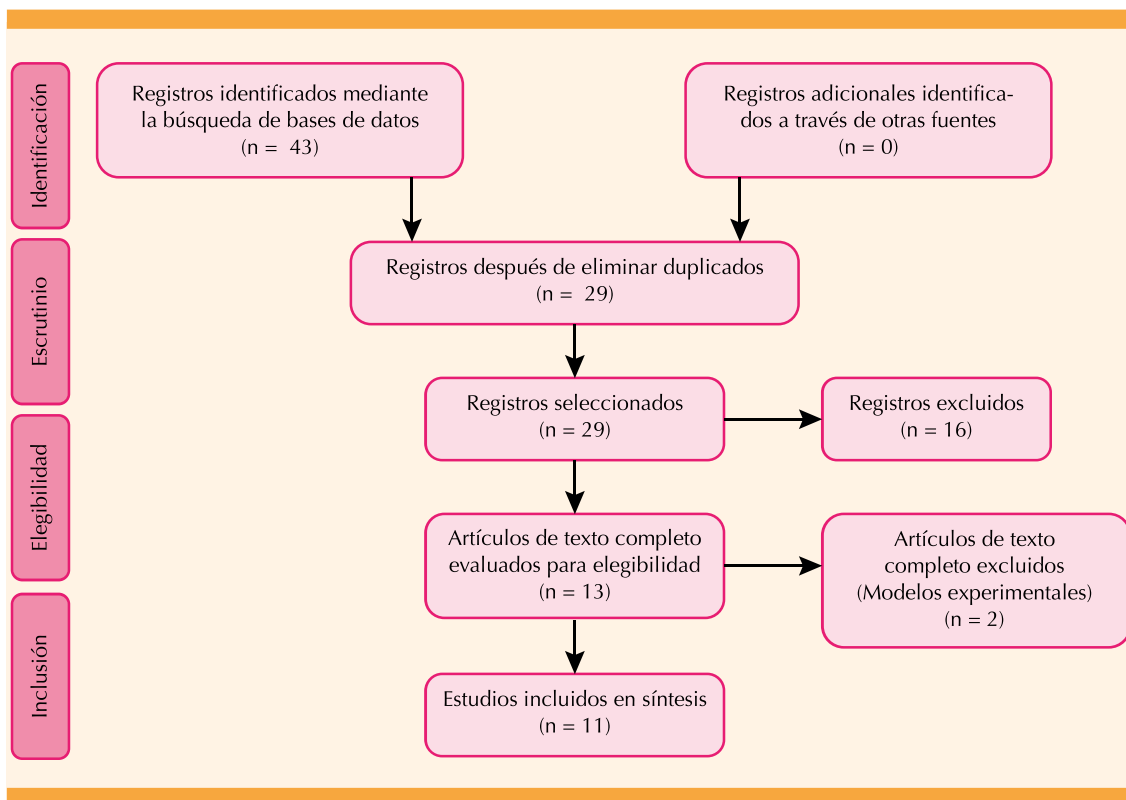 Identificación
Registros identificados mediante
la búsqueda de bases de datos
(n =  43)
Registros adicionales identifica-
dos a través de otras fuentes
(n = 0)
Escrutinio
Registros después de eliminar duplicados
(n =  29)
Registros seleccionados
(n = 29)
Registros excluidos
(n = 16)
Elegibilidad
Artículos de texto completo
evaluados para elegibilidad
(n = 13)
Artículos de texto
completo excluidos
(Modelos experimentales)
(n = 2)
Inclusión
Estudios incluidos en síntesis
(n = 11)